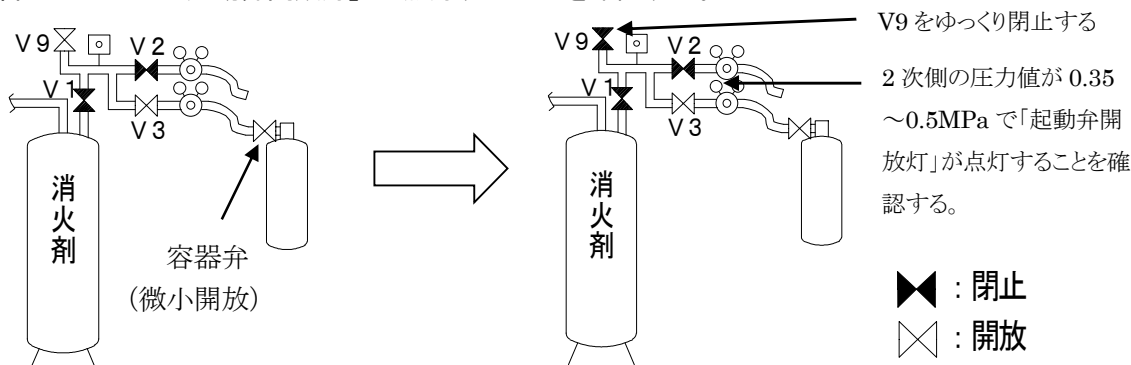 V9
V2
V1
V3
消火剤
容器弁
(微小開放)
V9
V2
V1
V3
消火剤
V9 をゆっくり閉止する
2 次側の圧力値が 0.35
~0.5MPa で「起動弁開
放灯」が点灯することを確
認する。
:閉止
:開放